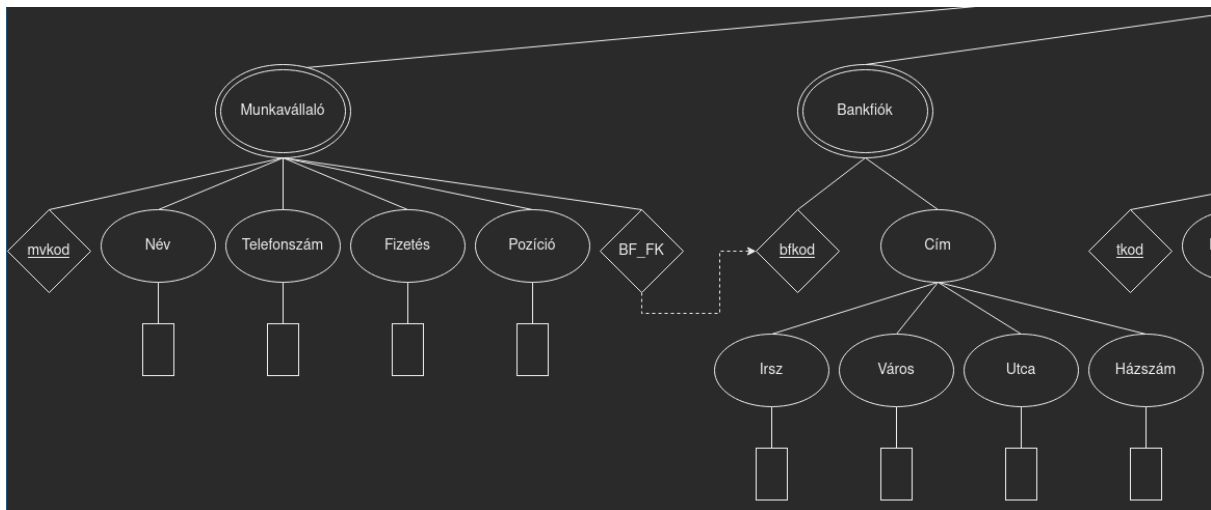 Munkavállaló
Bankfiók
mvkod
Név
Telefonszám
Fizetés
Pozíció
BF_FK
bfkod
Cím
tkod
Irsz
Város
Utca
Házszám